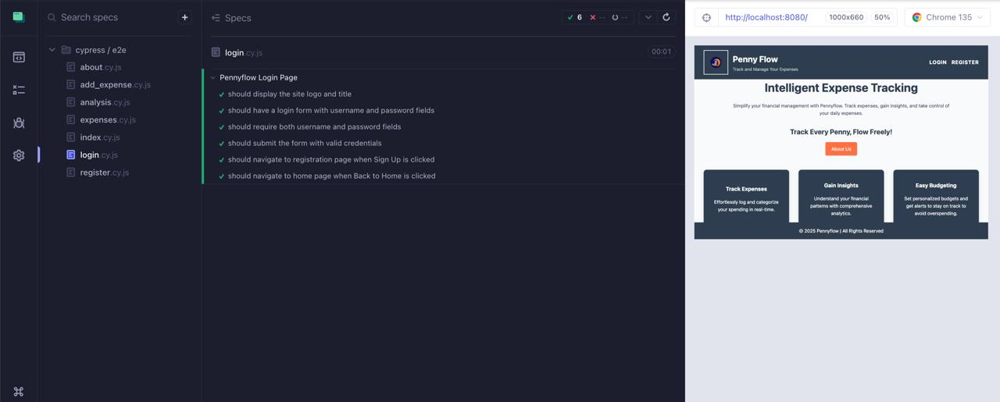 Search specs
+
cypress / e2e
about.cy.js
add_expense.cy.js
analysis.cy.js
expenses.cy.js
index.cy.js
login.cy.js
register.cy.js
Specs
6 -- --
login.cy.js
00:01
Pennyflow Login Page
should display the site logo and title
should have a login form with username and password fields
should require both username and password fields
should submit the form with valid credentials
should navigate to registration page when Sign Up is clicked
should navigate to home page when Back to Home is clicked
http://localhost:8080/
1000x660
50%
Chrome 135
Penny Flow
Track and Manage Your Expenses
LOGIN REGISTER
Intelligent Expense Tracking
Simplify your financial management with Pennyflow. Track expenses, gain insights, and take control of
your daily expenses.
Track Every Penny, Flow Freely!
About Us
Track Expenses
Effortlessly log and categorize
your spending in real-time.
Gain Insights
Understand your financial
patterns with comprehensive
analytics.
Easy Budgeting
Set personalized budgets and
get alerts to stay on track to
avoid overspending.
© 2025 Pennyflow | All Rights Reserved